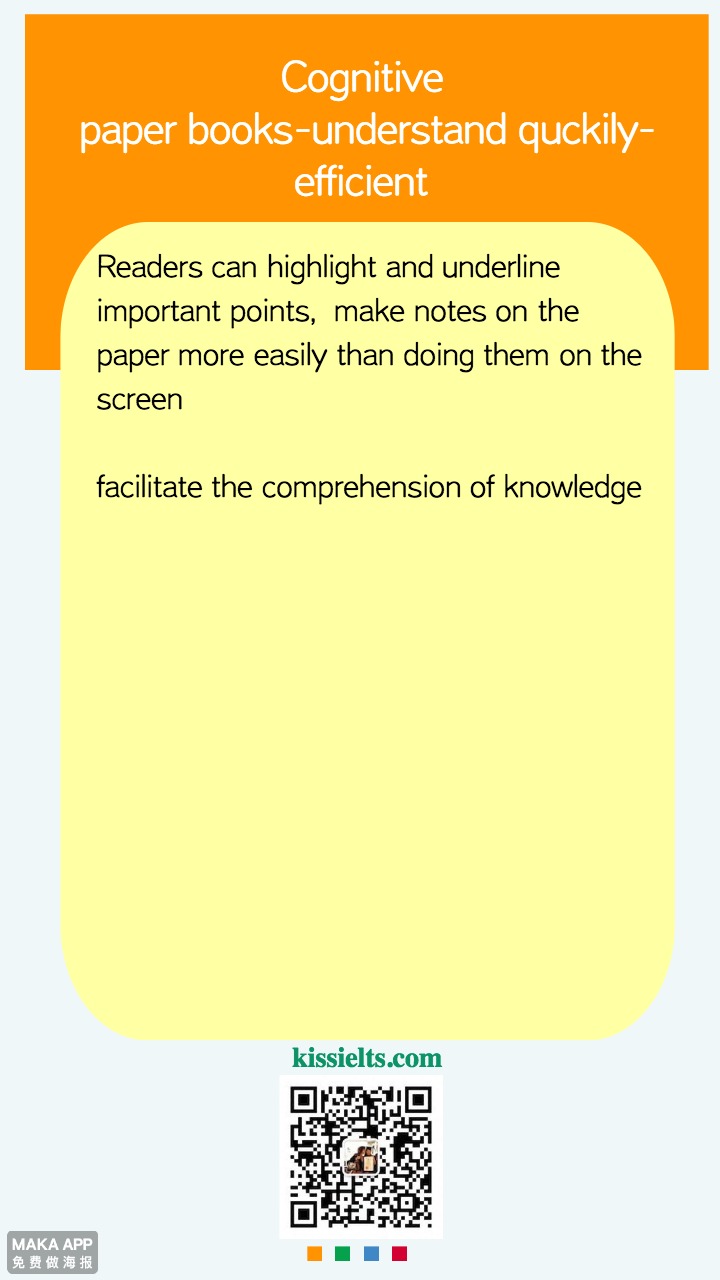 Cognitive
paper books-understand quckily-
efficient
Readers can highlight and underline
important points,  make notes on the
paper more easily than doing them on the
screen
facilitate the comprehension of knowledge
kissielts.com
MAKA APP
免费做海报